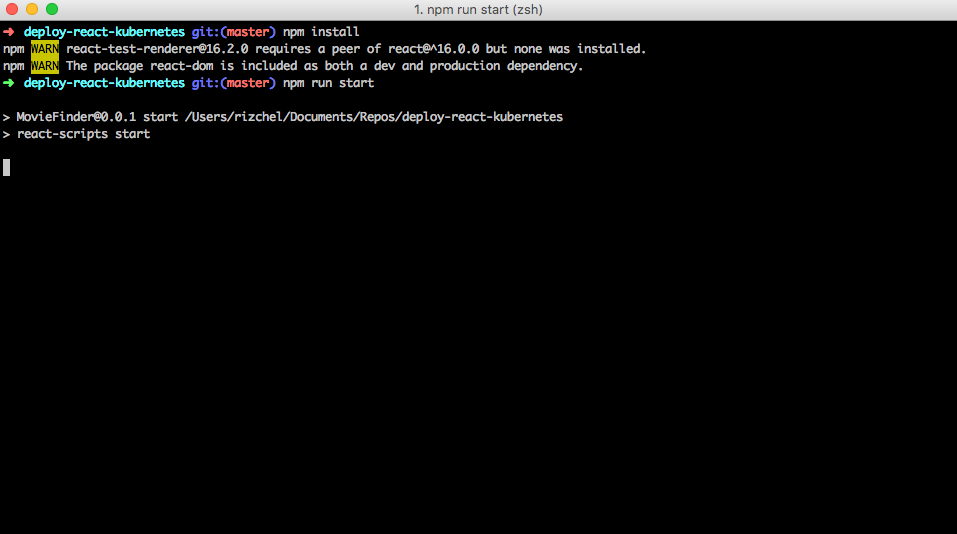 1. npm run start (zsh)
➜ deploy-react-kubernetes git:(master) npm install
npm WARN react-test-renderer@16.2.0 requires a peer of react@^16.0.0 but none was installed.
npm WARN The package react-dom is included as both a dev and production dependency.
➜ deploy-react-kubernetes git:(master) npm run start
> MovieFinder@0.0.1 start /Users/rizchel/Documents/Repos/deploy-react-kubernetes
> react-scripts start